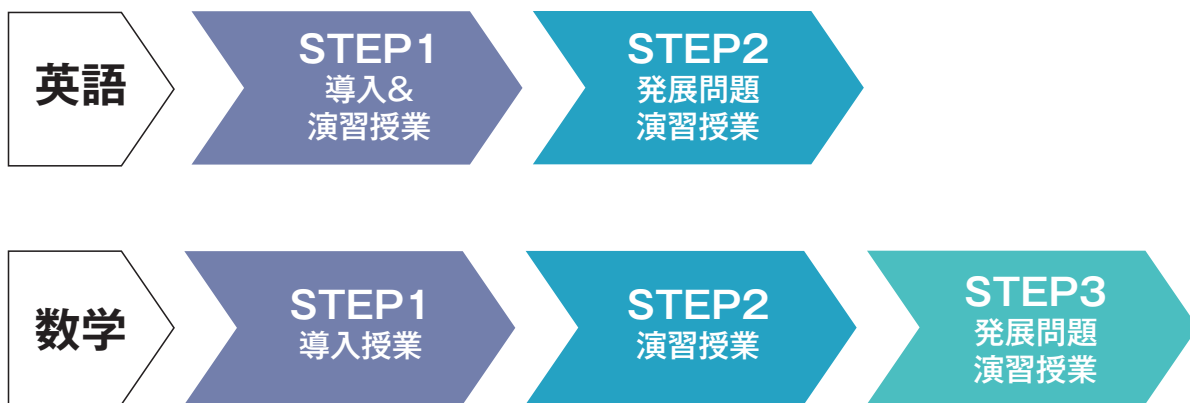 英語
STEP1
導入&
演習授業
STEP2
発展問題
演習授業
数学
STEP1
導入授業
STEP2
演習授業
STEP3
発展問題
演習授業